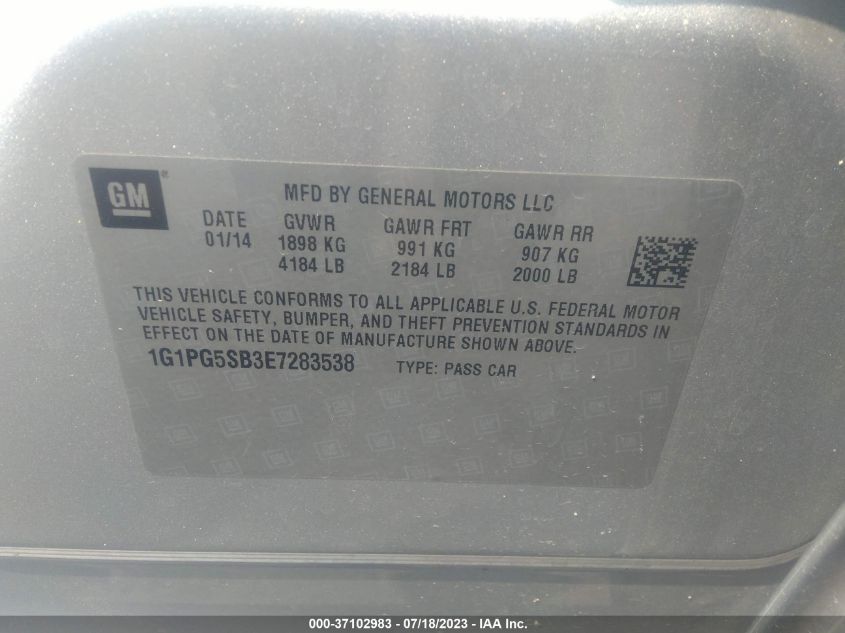 GM
MFD BY GENERAL MOTORS LLC
DATE GVWR GAWR FRT GAWR RR
01/14 1898 KG 991 KG 907 KG
4184 LB 2184 LB 2000 LB
THIS VEHICLE CONFORMS TO ALL APPLICABLE U.S. FEDERAL MOTOR
VEHICLE SAFETY, BUMPER, AND THEFT PREVENTION STANDARDS IN
EFFECT ON THE DATE OF MANUFACTURE SHOWN ABOVE.
1G1PG5SB3E7283538 TYPE: PASS CAR
000-37102983 - 07/18/2023 - IAA Inc.